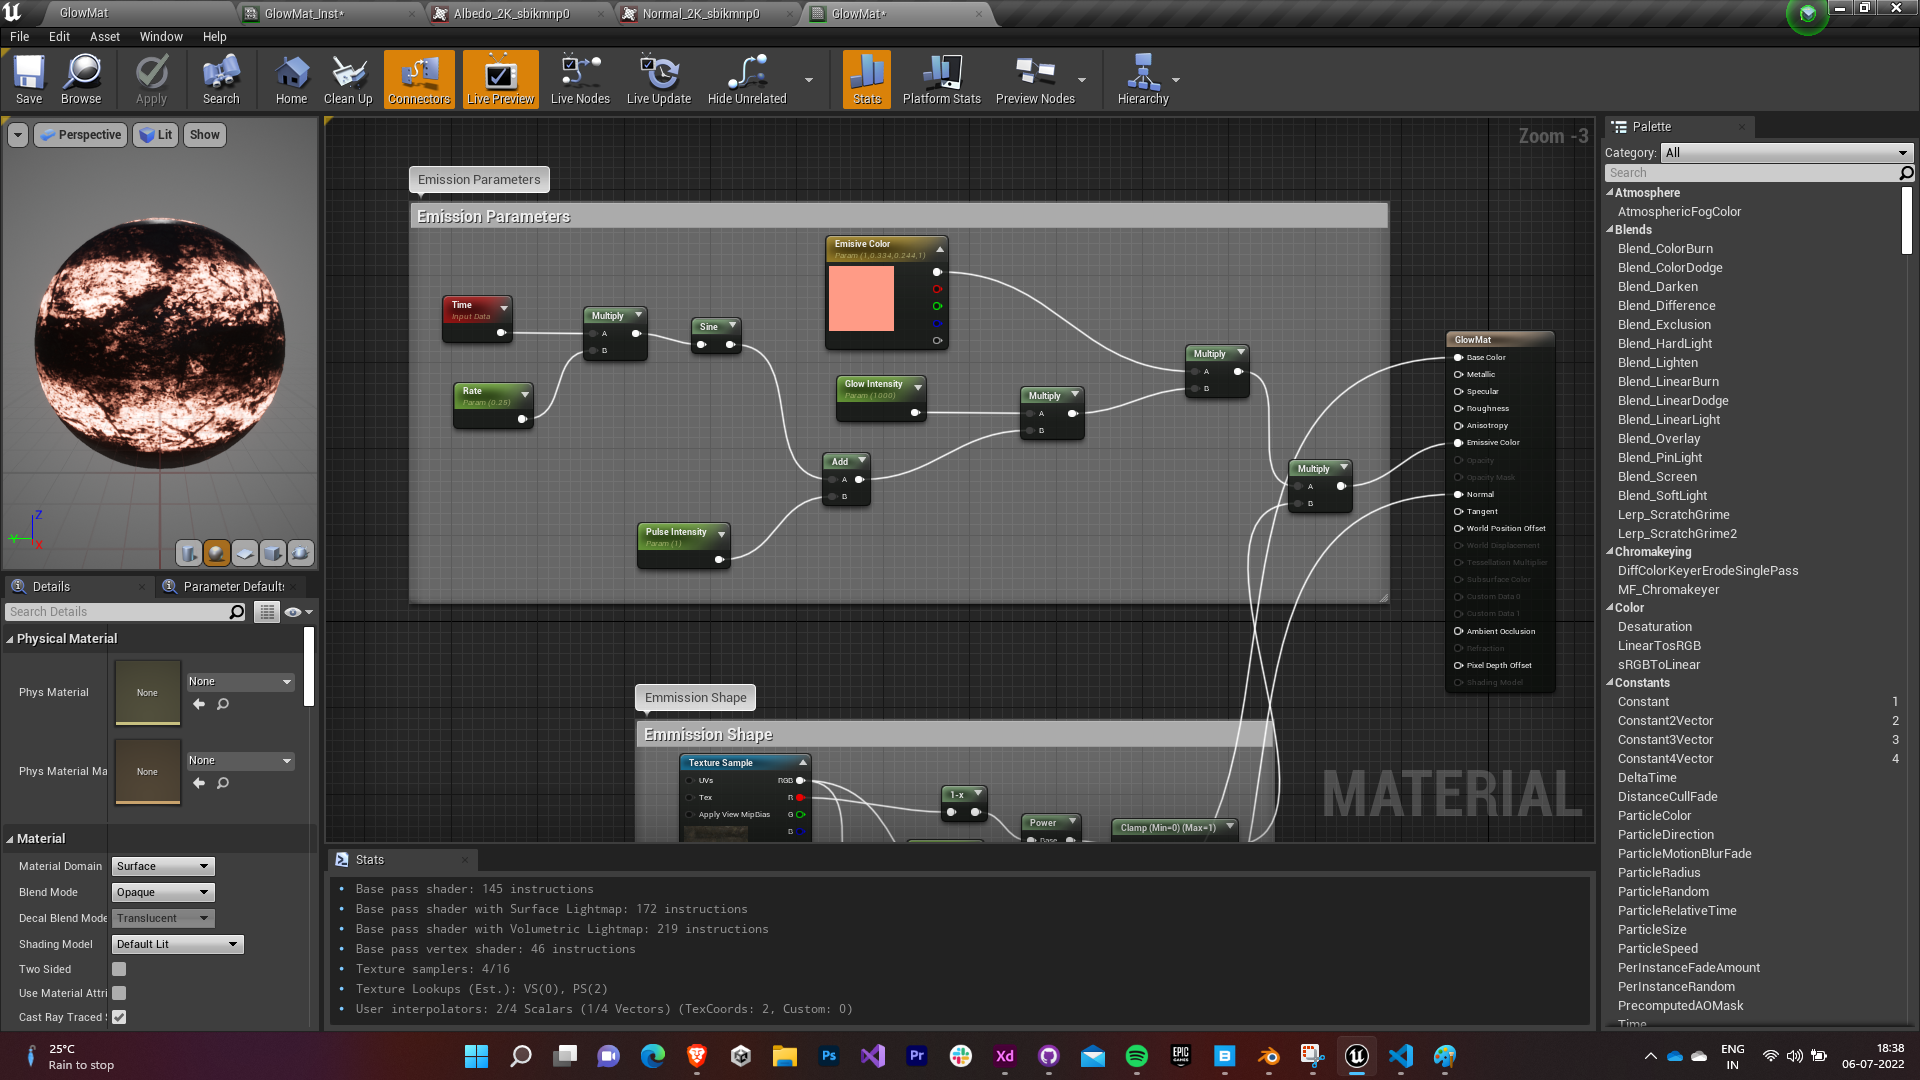 GlowMat
GlowMat_Inst*
Albedo_2K_sbikmnp0
Normal_2K_sbikmnp0
GlowMat*
File Edit Asset Window Help
Save
Browse
Apply
Search
Home
Clean Up
Connectors
Live Preview
Live Nodes
Live Update
Hide Unrelated
Stats
Platform Stats
Preview Nodes
Hierarchy
Perspective
Lit
Show
Z
Y
X
Zoom -3
Emission Parameters
Emission Parameters
Time
Input Data
Rate
Param (0.25)
Multiply
A
B
Sine
Emisive Color
Param (1,0.334,0.244,1)
Glow Intensity
Param (1000)
Add
A
B
Pulse Intensity
Param (1)
Multiply
A
B
Multiply
A
B
Multiply
A
B
GlowMat
Base Color
Metallic
Specular
Roughness
Anisotropy
Emissive Color
Opacity
Opacity Mask
Normal
Tangent
World Position Offset
World Displacement
Tessellation Multiplier
Subsurface Color
Custom Data 0
Custom Data 1
Ambient Occlusion
Refraction
Pixel Depth Offset
Shading Model
Emmission Shape
Emmission Shape
Texture Sample
UVs RGB
Tex R
Apply View MipBias G
B
1-x
Power
Base
Clamp (Min=0) (Max=1)
MATERIAL
Details
Parameter Default
Search Details
Physical Material
Phys Material
None
None
Phys Material Ma
None
None
Material
Material Domain Surface
Blend Mode Opaque
Decal Blend Mode Translucent
Shading Model Default Lit
Two Sided
Use Material Attri
Cast Ray Traced
Stats
• Base pass shader: 145 instructions
• Base pass shader with Surface Lightmap: 172 instructions
• Base pass shader with Volumetric Lightmap: 219 instructions
• Base pass vertex shader: 46 instructions
• Texture samplers: 4/16
• Texture Lookups (Est.): VS(0), PS(2)
• User interpolators: 2/4 Scalars (1/4 Vectors) (TexCoords: 2, Custom: 0)
Palette
Category: All
Search
Atmosphere
AtmosphericFogColor
Blends
Blend_ColorBurn
Blend_ColorDodge
Blend_Darken
Blend_Difference
Blend_Exclusion
Blend_HardLight
Blend_Lighten
Blend_LinearBurn
Blend_LinearDodge
Blend_LinearLight
Blend_Overlay
Blend_PinLight
Blend_Screen
Blend_SoftLight
Lerp_ScratchGrime
Lerp_ScratchGrime2
Chromakeying
DiffColorKeyerErodeSinglePass
MF_Chromakeyer
Color
Desaturation
LinearTosRGB
sRGBToLinear
Constants
Constant 1
Constant2Vector 2
Constant3Vector 3
Constant4Vector 4
DeltaTime
DistanceCullFade
ParticleColor
ParticleDirection
ParticleMotionBlurFade
ParticleRadius
ParticleRandom
ParticleRelativeTime
ParticleSize
ParticleSpeed
PerInstanceFadeAmount
PerInstanceRandom
PrecomputedAOMask
Time
25°C
Rain to stop
Ps
Pr
Xd
EPIC
GAMES
ENG
IN
18:38
06-07-2022